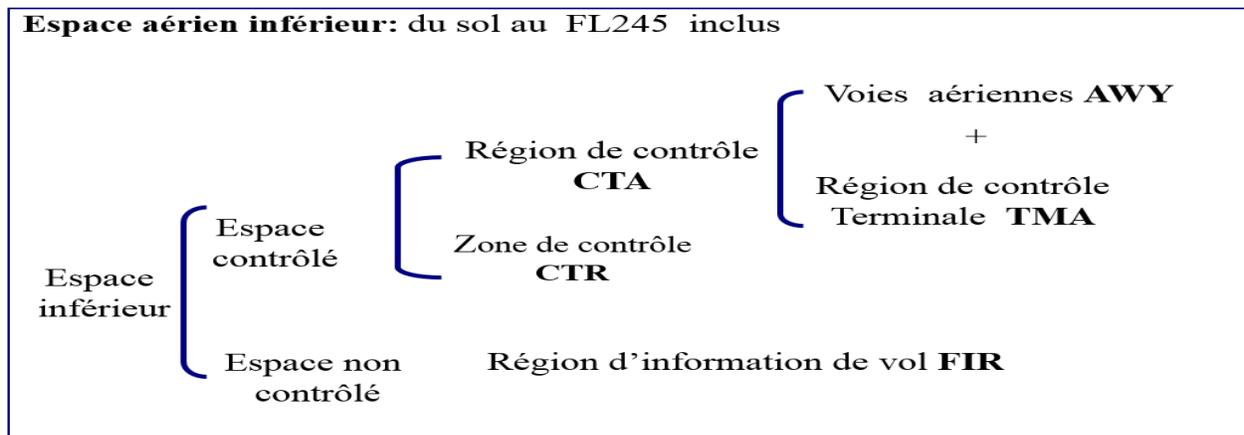 Espace aérien inférieur: du sol au FL245 inclus
Espace
inférieur
Espace
contrôlé
Région de contrôle
CTA
Voies aériennes AWY
+
Région de contrôle
Terminale TMA
Zone de contrôle
CTR
Espace non
contrôlé
Région d’information de vol FIR